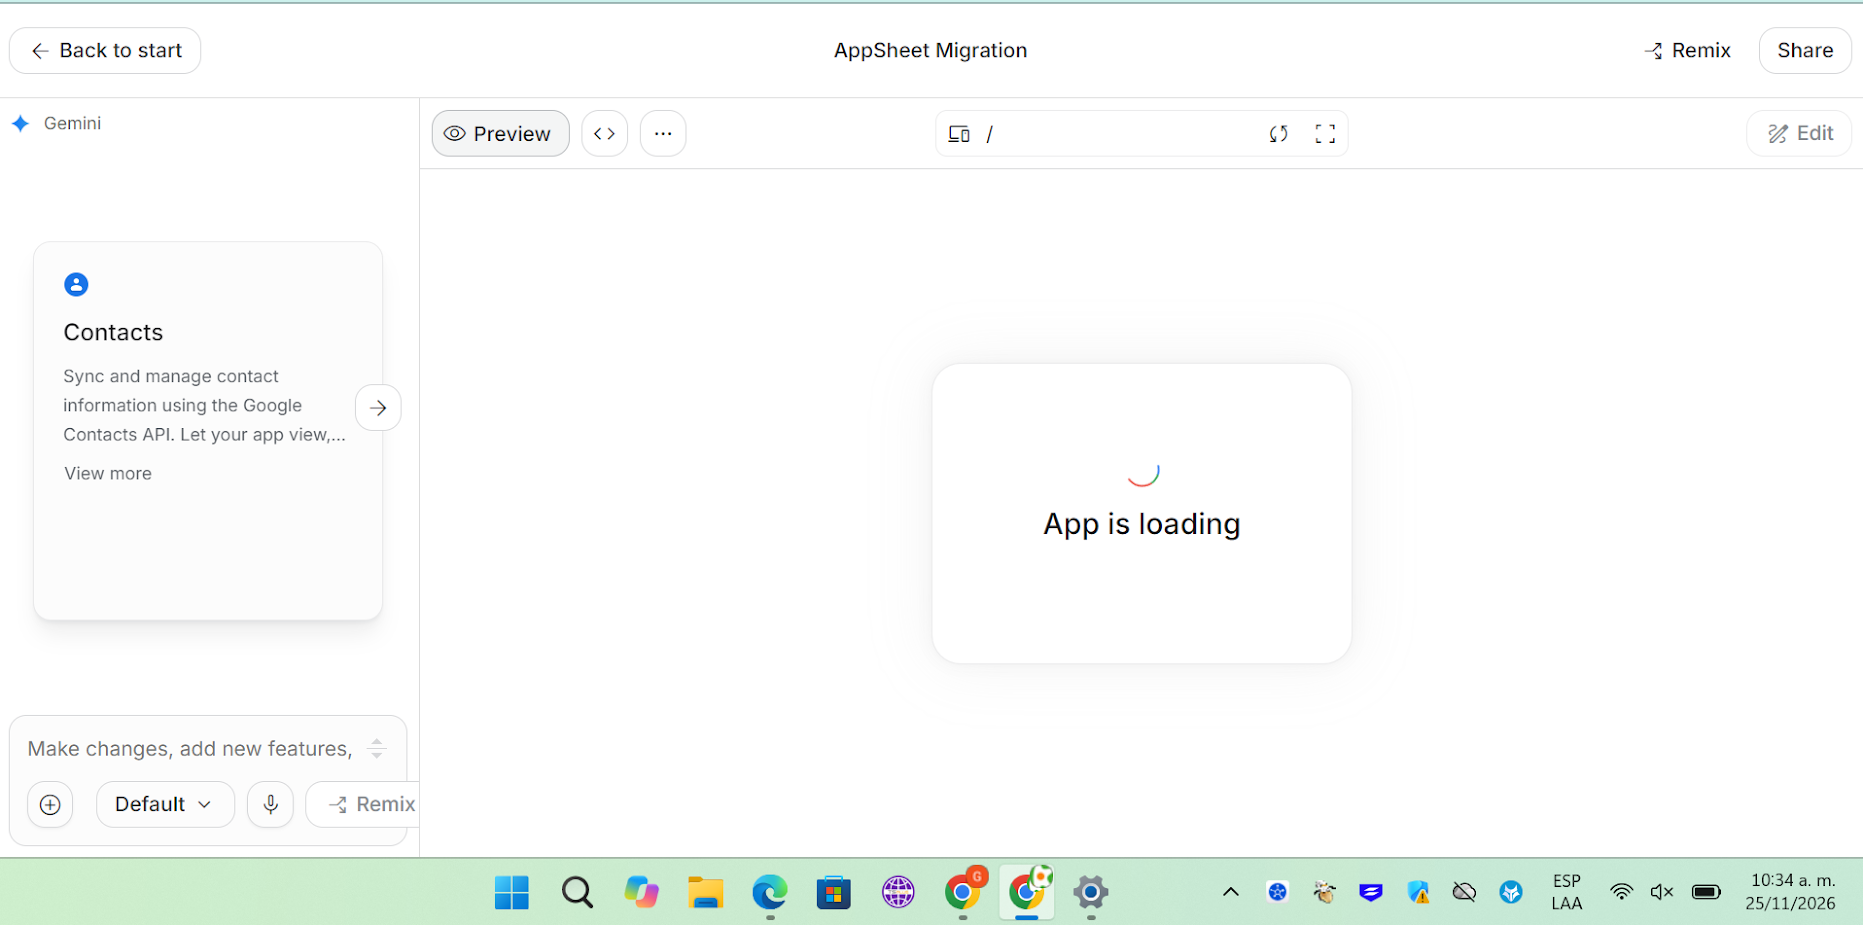 Back to start
AppSheet Migration
Remix
Share
Gemini
Preview
/
Edit
Contacts
Sync and manage contact
information using the Google
Contacts API. Let your app view,...
View more
App is loading
Make changes, add new features,
Default
Remix
G
ESP
LAA
10:34 a. m.
25/11/2026